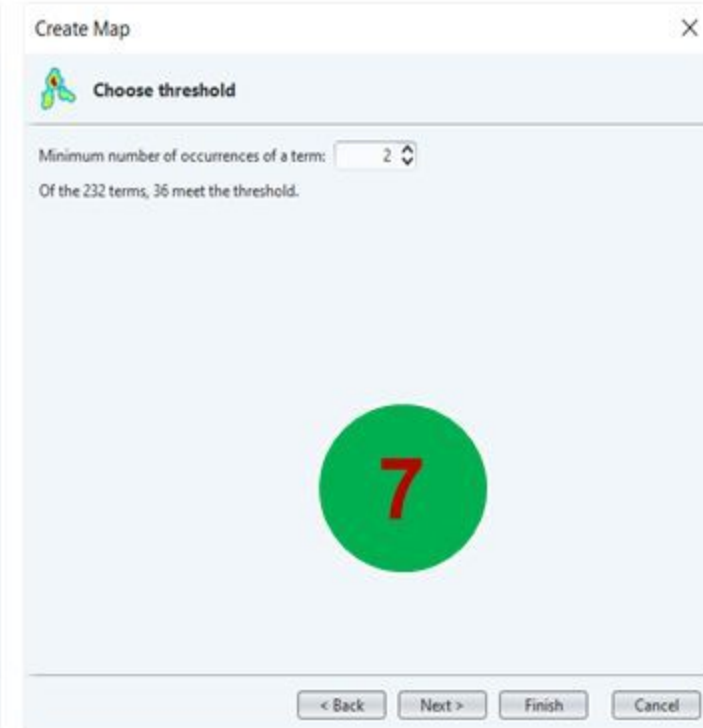 Create Map
Choose threshold
Minimum number of occurrences of a term: 2
Of the 232 terms, 36 meet the threshold.
7
< Back Next > Finish Cancel